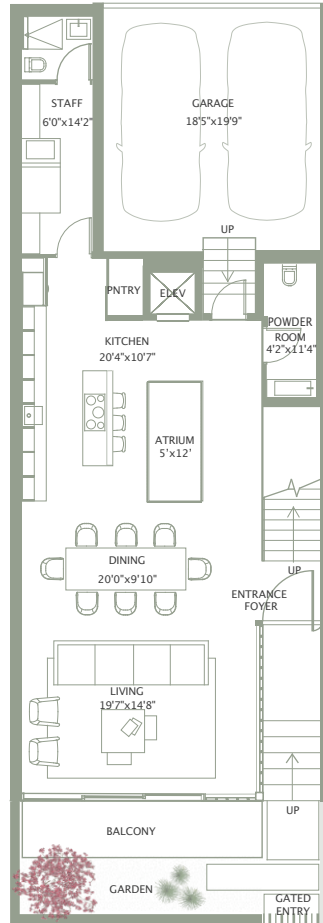 STAFF
6'0"x14'2"
GARAGE
18'5"x19'9"
UP
PNTRY
ELEV
POWDER
ROOM
4'2"x11'4"
KITCHEN
20'4"x10'7"
ATRIUM
5'x12'
DINING
20'0"x9'10"
UP
ENTRANCE
FOYER
LIVING
19'7"x14'8"
UP
BALCONY
GARDEN
GATED
ENTRY